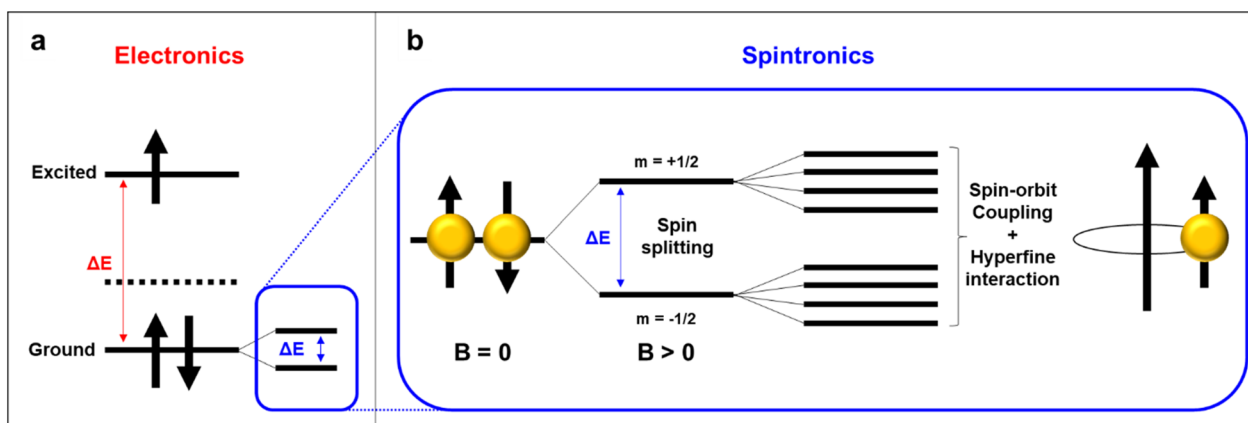 a
Electronics
Excited
ΔE
Ground
ΔE
b
Spintronics
m = +1/2
ΔE
Spin
splitting
m = -1/2
B = 0
B > 0
Spin-orbit
Coupling
+
Hyperfine
interaction